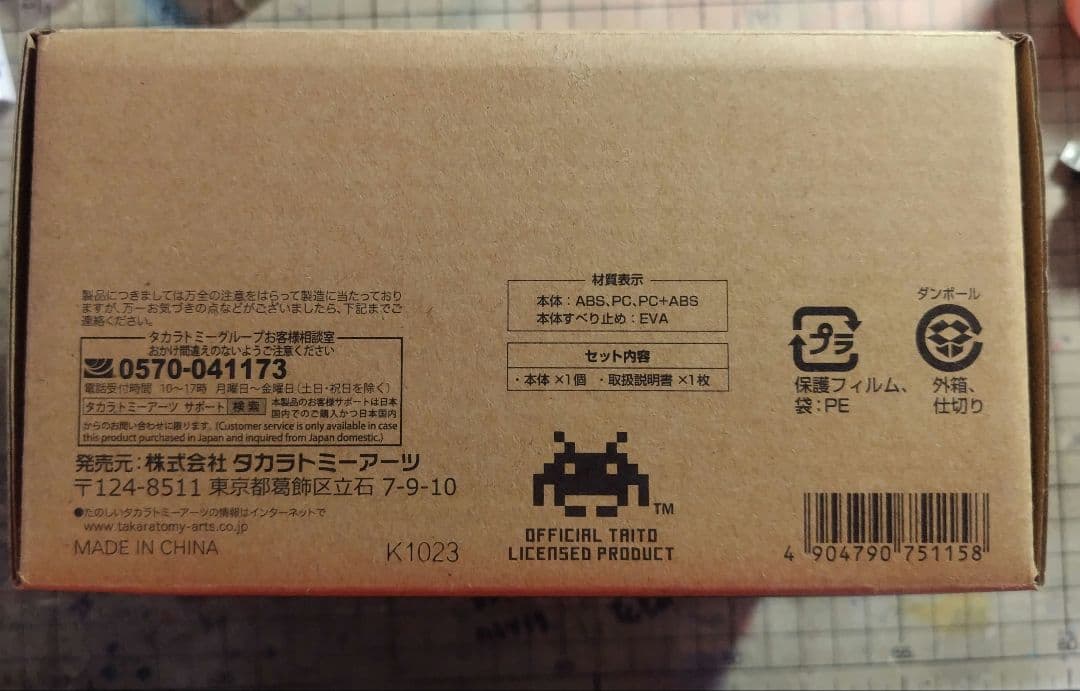 製品につきましては万全の注意をはらって製造に当たっており
ますが、万一お気づきの点などがございましたら、下記までご
連絡ください。
タカラトミーグループお客様相談室
おかけ間違えのないようご注意ください
0570-041173
電話受付時間 10〜17時 月曜日〜金曜日(土日・祝日を除く)
タカラトミーアーツ サポート 検索
本製品のお客様サポートは日本
国内でのご購入かつ日本国内
からのお問い合わせに限ります。(Customer service is only available in case
this product purchased in Japan and inquired from Japan domestic.)
発売元:株式会社 タカラトミーアーツ
〒124-8511 東京都葛飾区立石 7-9-10
●たのしいタカラトミーアーツの情報はインターネットで
www.takaratomy-arts.co.jp
MADE IN CHINA
K1023
材質表示
本体:ABS、PC、PC+ABS
本体すべり止め:EVA
セット内容
・本体 ×1個 ・取扱説明書 ×1枚
TM
OFFICIAL TAITO
LICENSED PRODUCT
プラ
保護フィルム、
袋:PE
ダンボール
外箱、
仕切り
4 904790 751158